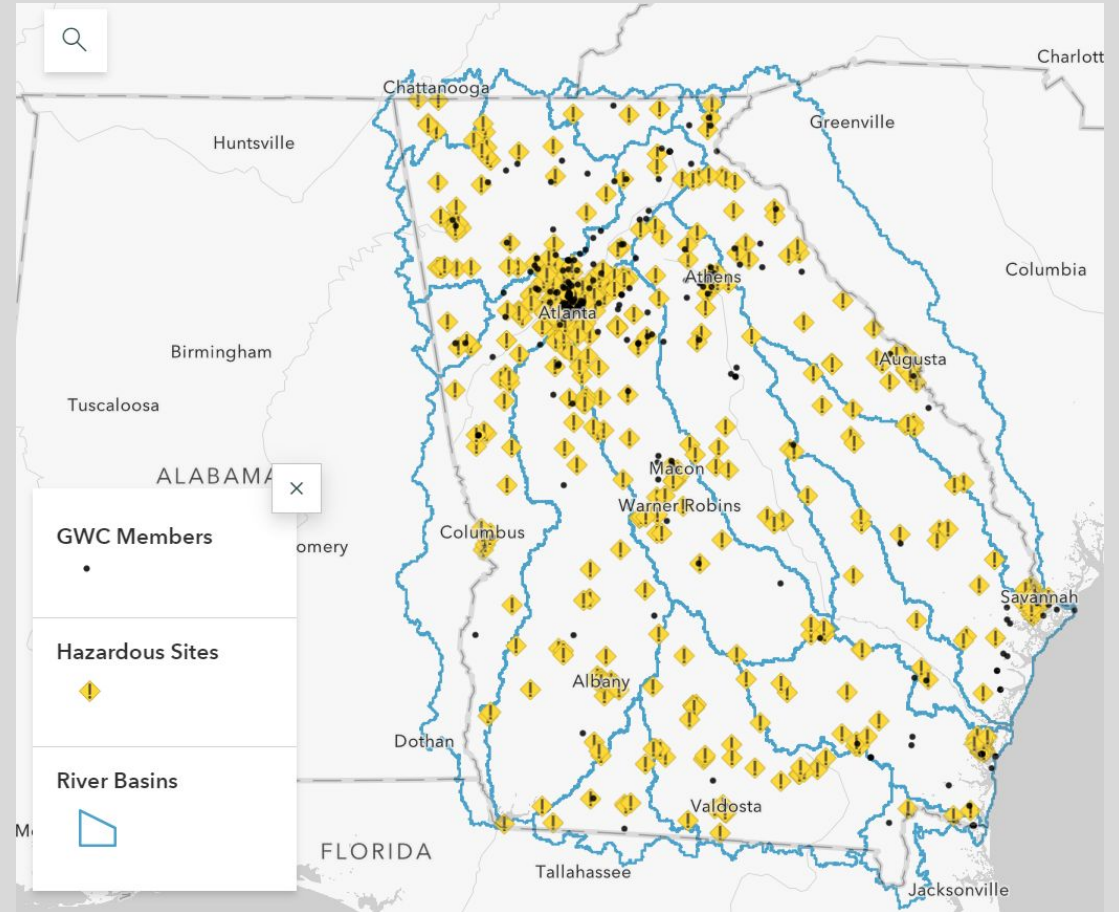 Charlott
Chattanooga
Greenville
Huntsville
Columbia
Athens
Atlanta
Birmingham
Augusta
Tuscaloosa
Macon
ALABAMA
Warner Robins
Columbus
omery
GWC Members
Savannah
Hazardous Sites
Albany
Dothan
River Basins
Valdosta
M
FLORIDA
Tallahassee
Jacksonville